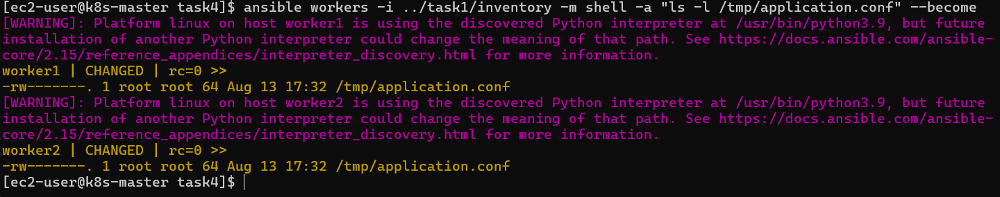 [ec2-user@k8s-master task4]$ ansible workers -i ../task1/inventory -m shell -a "ls -l /tmp/application.conf" --become
[WARNING]: Platform linux on host worker1 is using the discovered Python interpreter at /usr/bin/python3.9, but future
installation of another Python interpreter could change the meaning of that path. See https://docs.ansible.com/ansible-
core/2.15/reference_appendices/interpreter_discovery.html for more information.
worker1 | CHANGED | rc=0 >>
-rw-------. 1 root root 64 Aug 13 17:32 /tmp/application.conf
[WARNING]: Platform linux on host worker2 is using the discovered Python interpreter at /usr/bin/python3.9, but future
installation of another Python interpreter could change the meaning of that path. See https://docs.ansible.com/ansible-
core/2.15/reference_appendices/interpreter_discovery.html for more information.
worker2 | CHANGED | rc=0 >>
-rw-------. 1 root root 64 Aug 13 17:32 /tmp/application.conf
[ec2-user@k8s-master task4]$